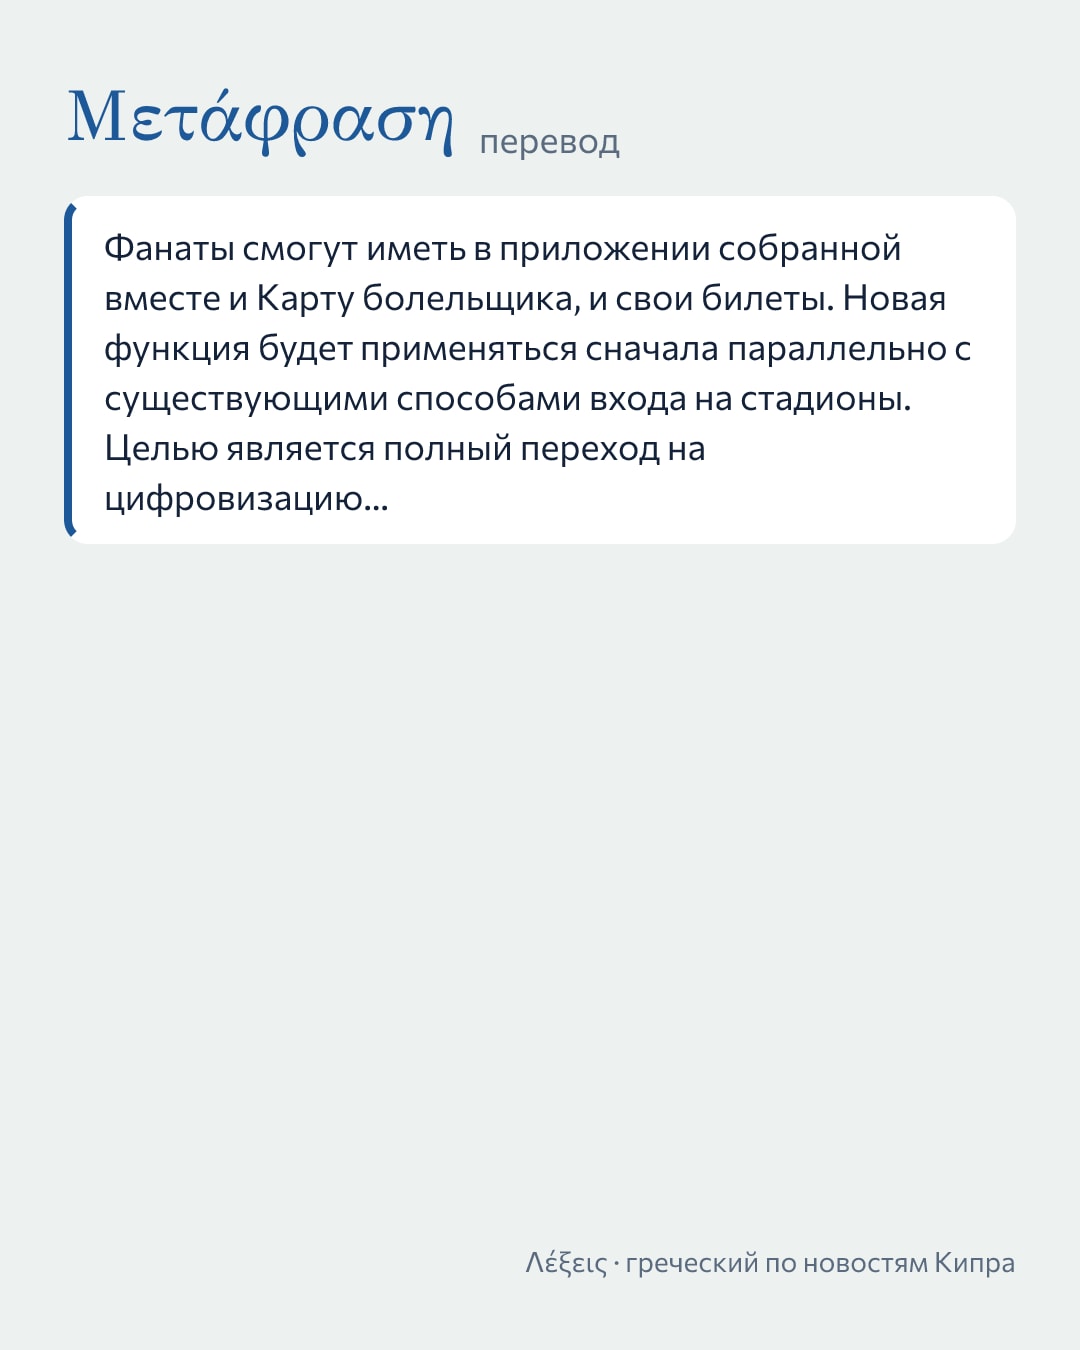 Μετάφραση перевод
Фанаты смогут иметь в приложении собранной
вместе и Карту болельщика, и свои билеты. Новая
функция будет применяться сначала параллельно с
существующими способами входа на стадионы.
Целью является полный переход на
цифровизацию...
Λέξεις · греческий по новостям Кипра